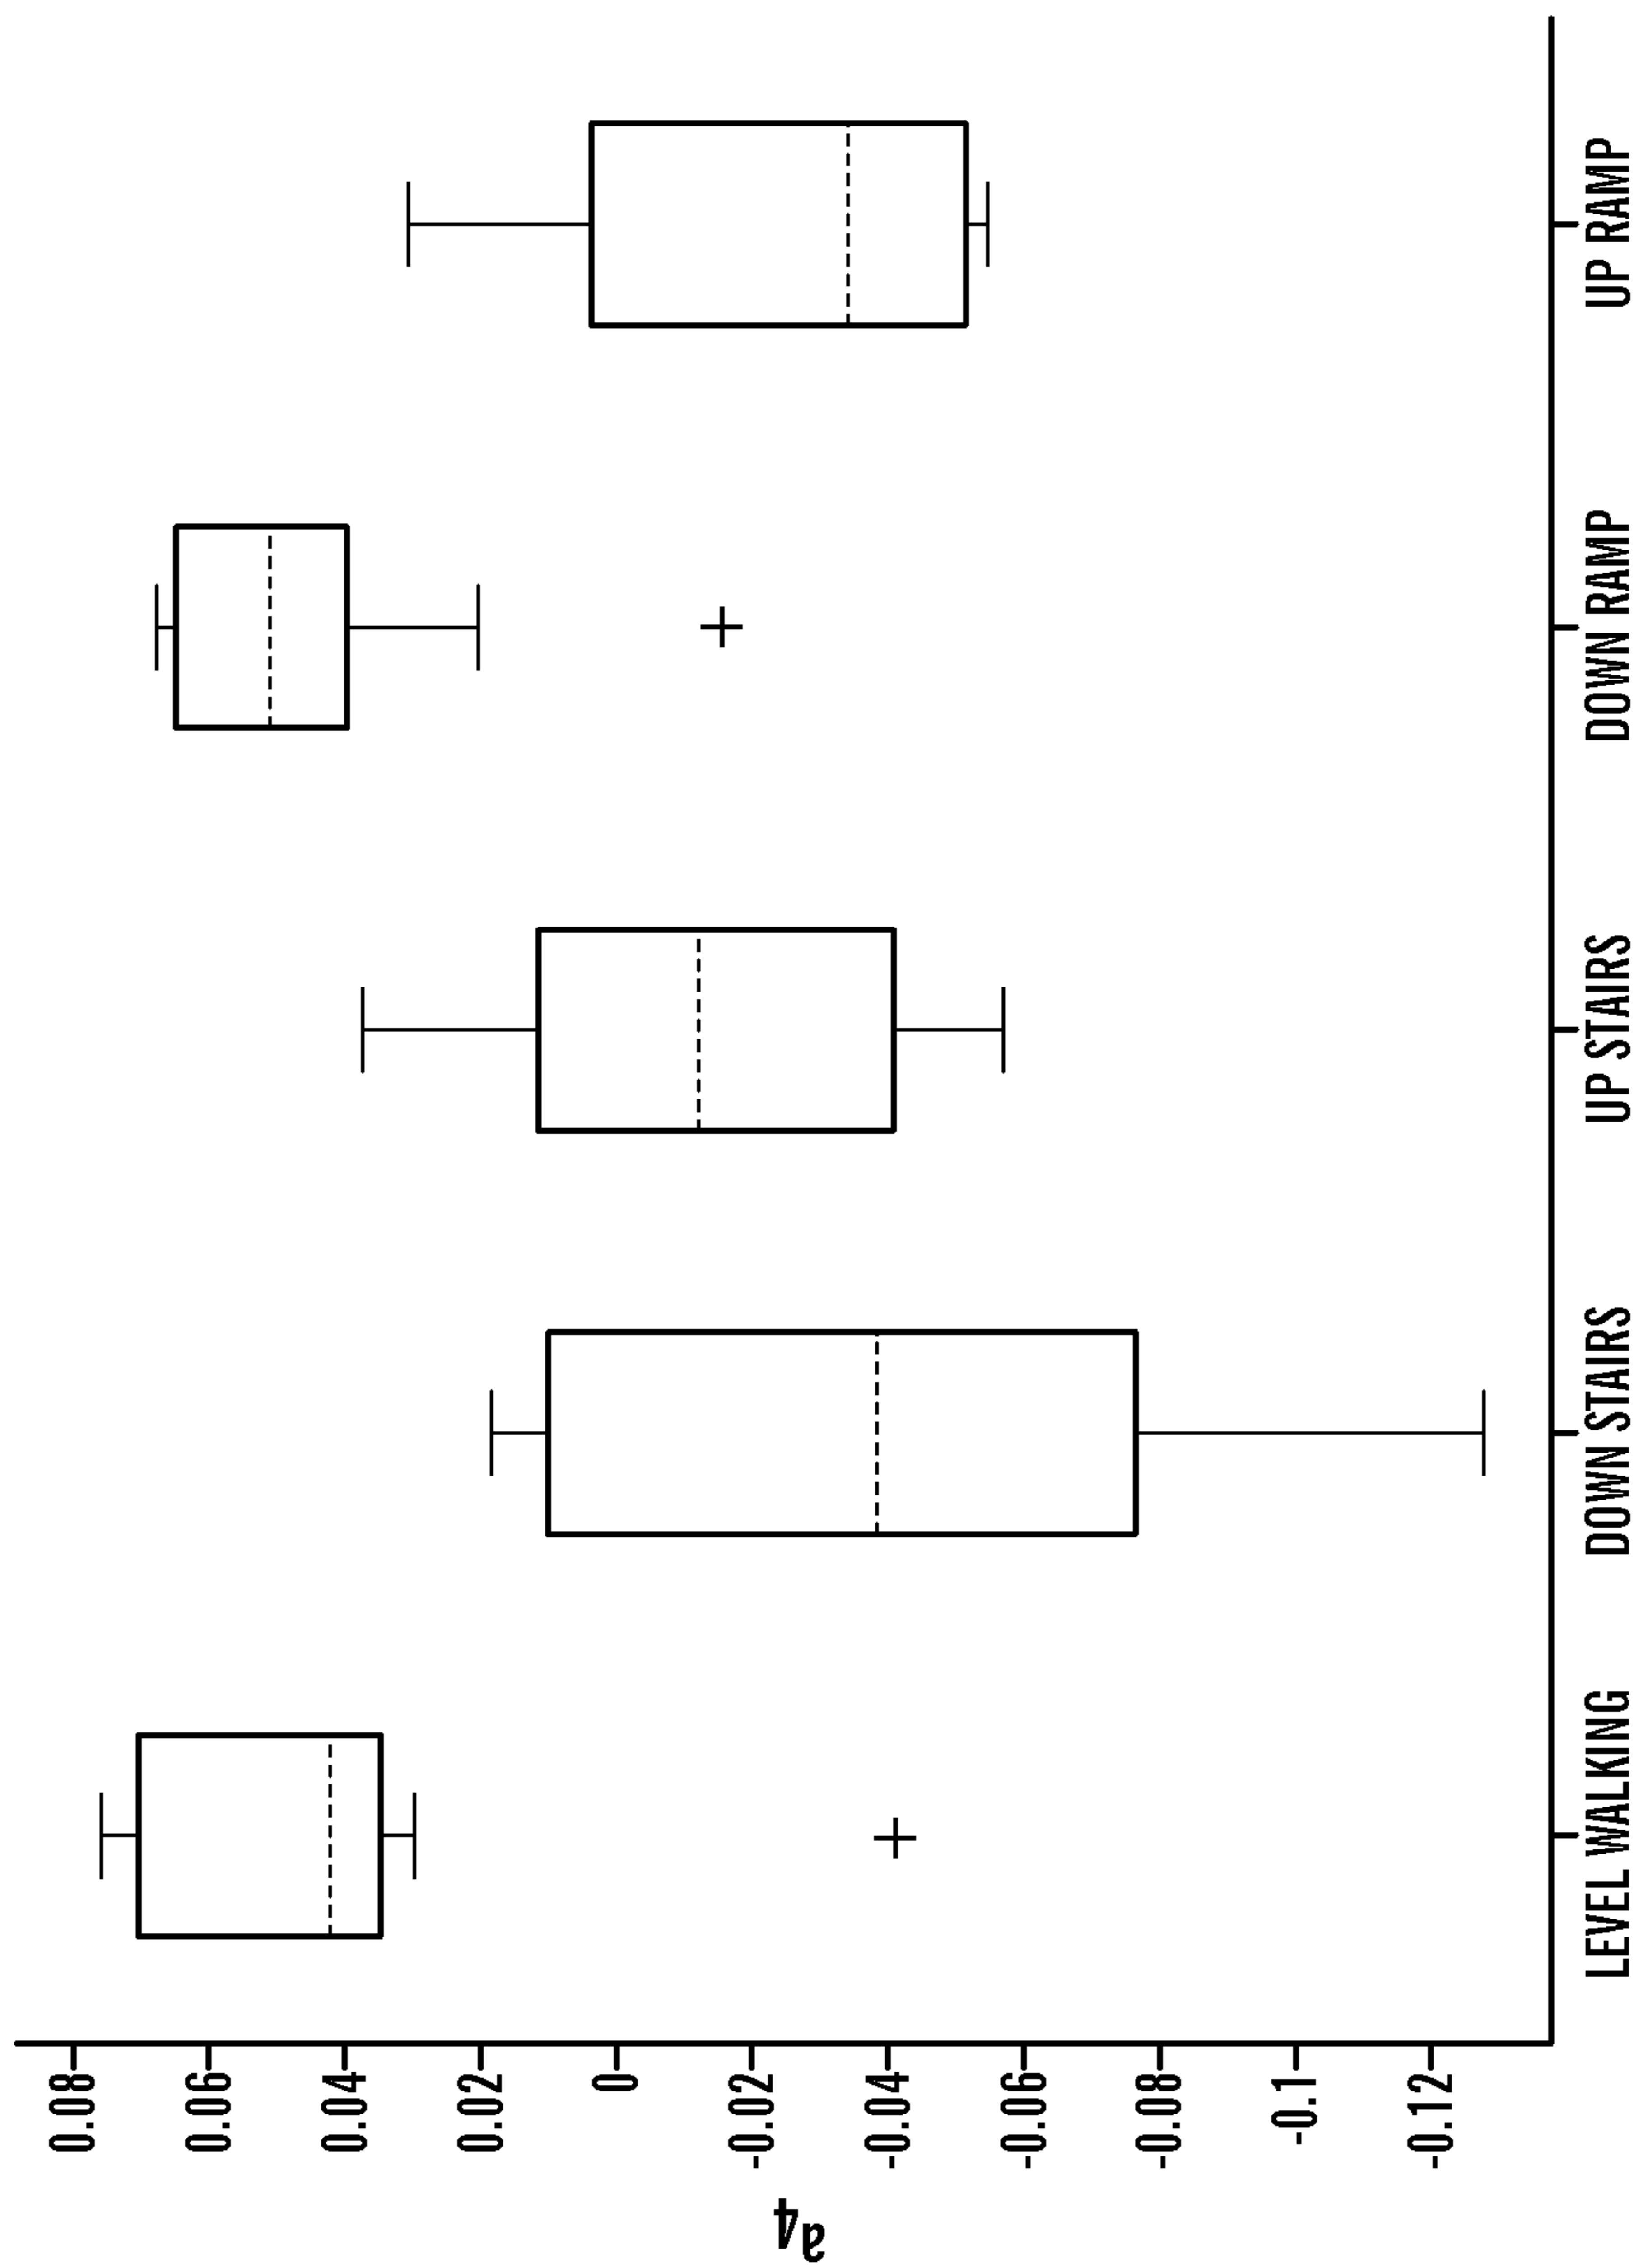 a4
0.08
0.06
0.04
0.02
0
-0.02
-0.04
-0.06
-0.08
-0.1
-0.12
LEVEL WALKING
DOWN STAIRS
UP STAIRS
DOWN RAMP
UP RAMP